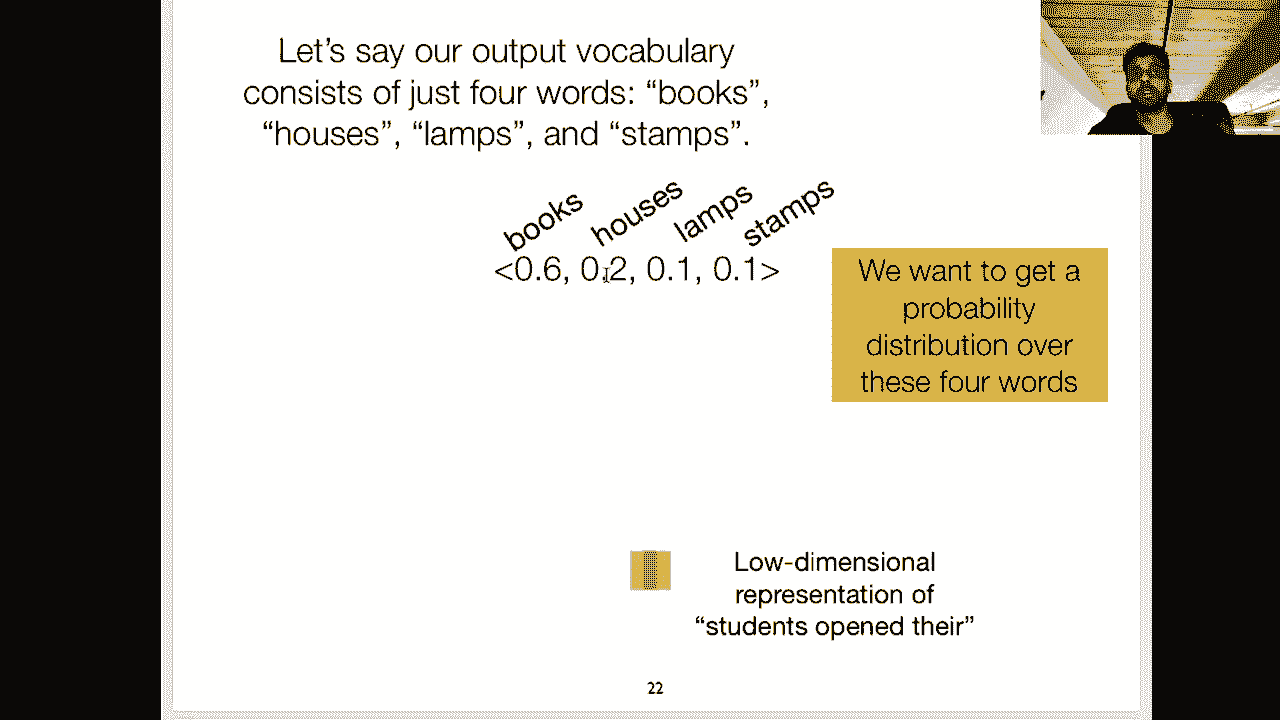 Let’s say our output vocabulary
consists of just four words: “books”,
“houses”, “lamps”, and “stamps”.
books houses lamps stamps
<0.6, 0.2, 0.1, 0.1>
We want to get a
probability
distribution over
these four words
Low-dimensional
representation of
“students opened their”
22